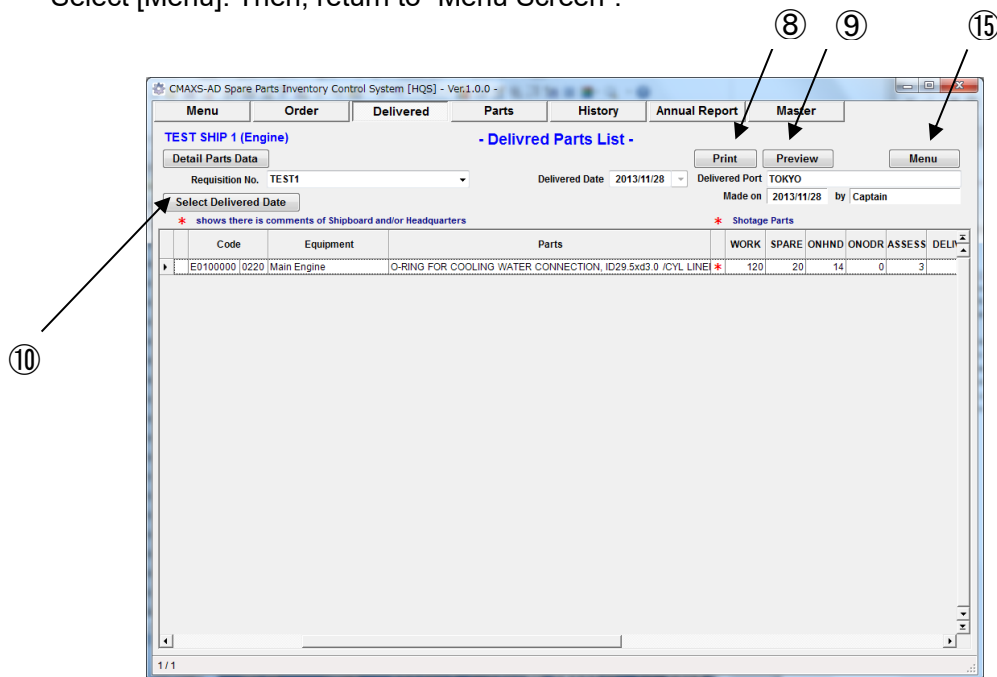 Select [Menu]. Then, return to "Menu Screen".
⑧ ⑨ ⑮
CMAXS-AD Spare Parts Inventory Control System [HQS] - Ver.1.0.0 -
Menu Order Delivered Parts History Annual Report Master
TEST SHIP 1 (Engine) - Delivred Parts List -
Detail Parts Data Print Preview Menu
Requisition No. TEST1 Delivered Date 2013/11/28 Delivered Port TOKYO
Select Delivered Date Made on 2013/11/28 by Captain
* shows there is comments of Shipboard and/or Headquarters * Shotage Parts
Code Equipment Parts WORK SPARE ONHND ONODR ASSESS DELIV
E0100000 0220 Main Engine O-RING FOR COOLING WATER CONNECTION, ID29.5xd3.0 /CYL LINE * 120 20 14 0 3
⑩
1 / 1